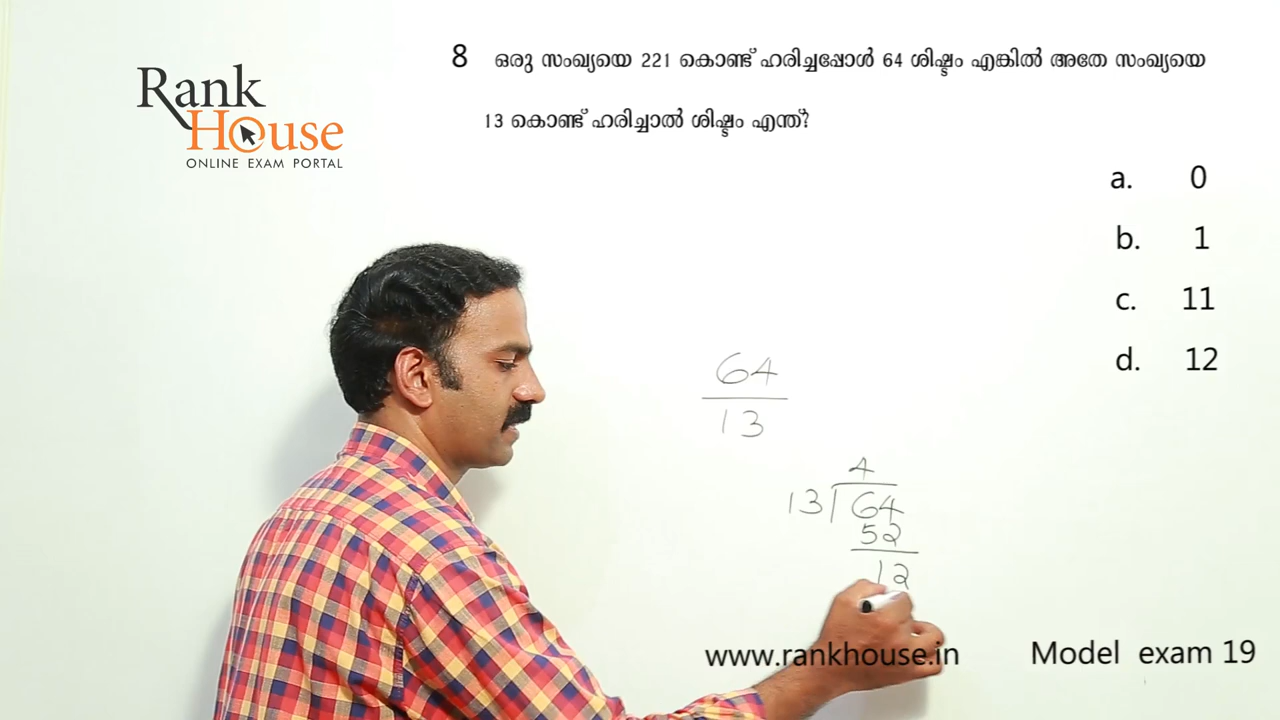 Rank
House
ONLINE EXAM PORTAL
8 ഒരു സംഖ്യയെ 221 കൊണ്ട് ഹരിച്ചപ്പോൾ 64 ശിഷ്ടം എങ്കിൽ അതേ സംഖ്യയെ
13 കൊണ്ട് ഹരിച്ചാൽ ശിഷ്ടം എന്ത്?
a. 0
b. 1
c. 11
d. 12
64
13
4
13 64
52
12
www.rankhouse.in
Model exam 19